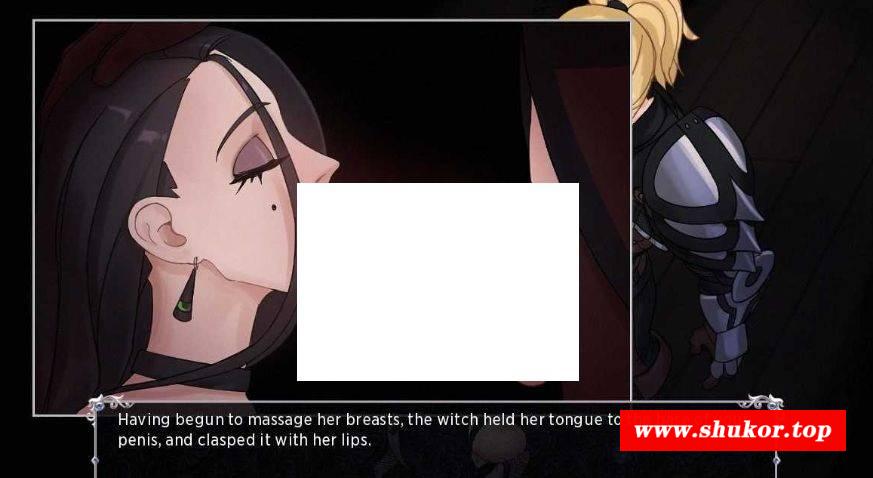 Having begun to massage her breasts, the witch held her tongue to
penis, and clasped it with her lips.
www.shukor.top